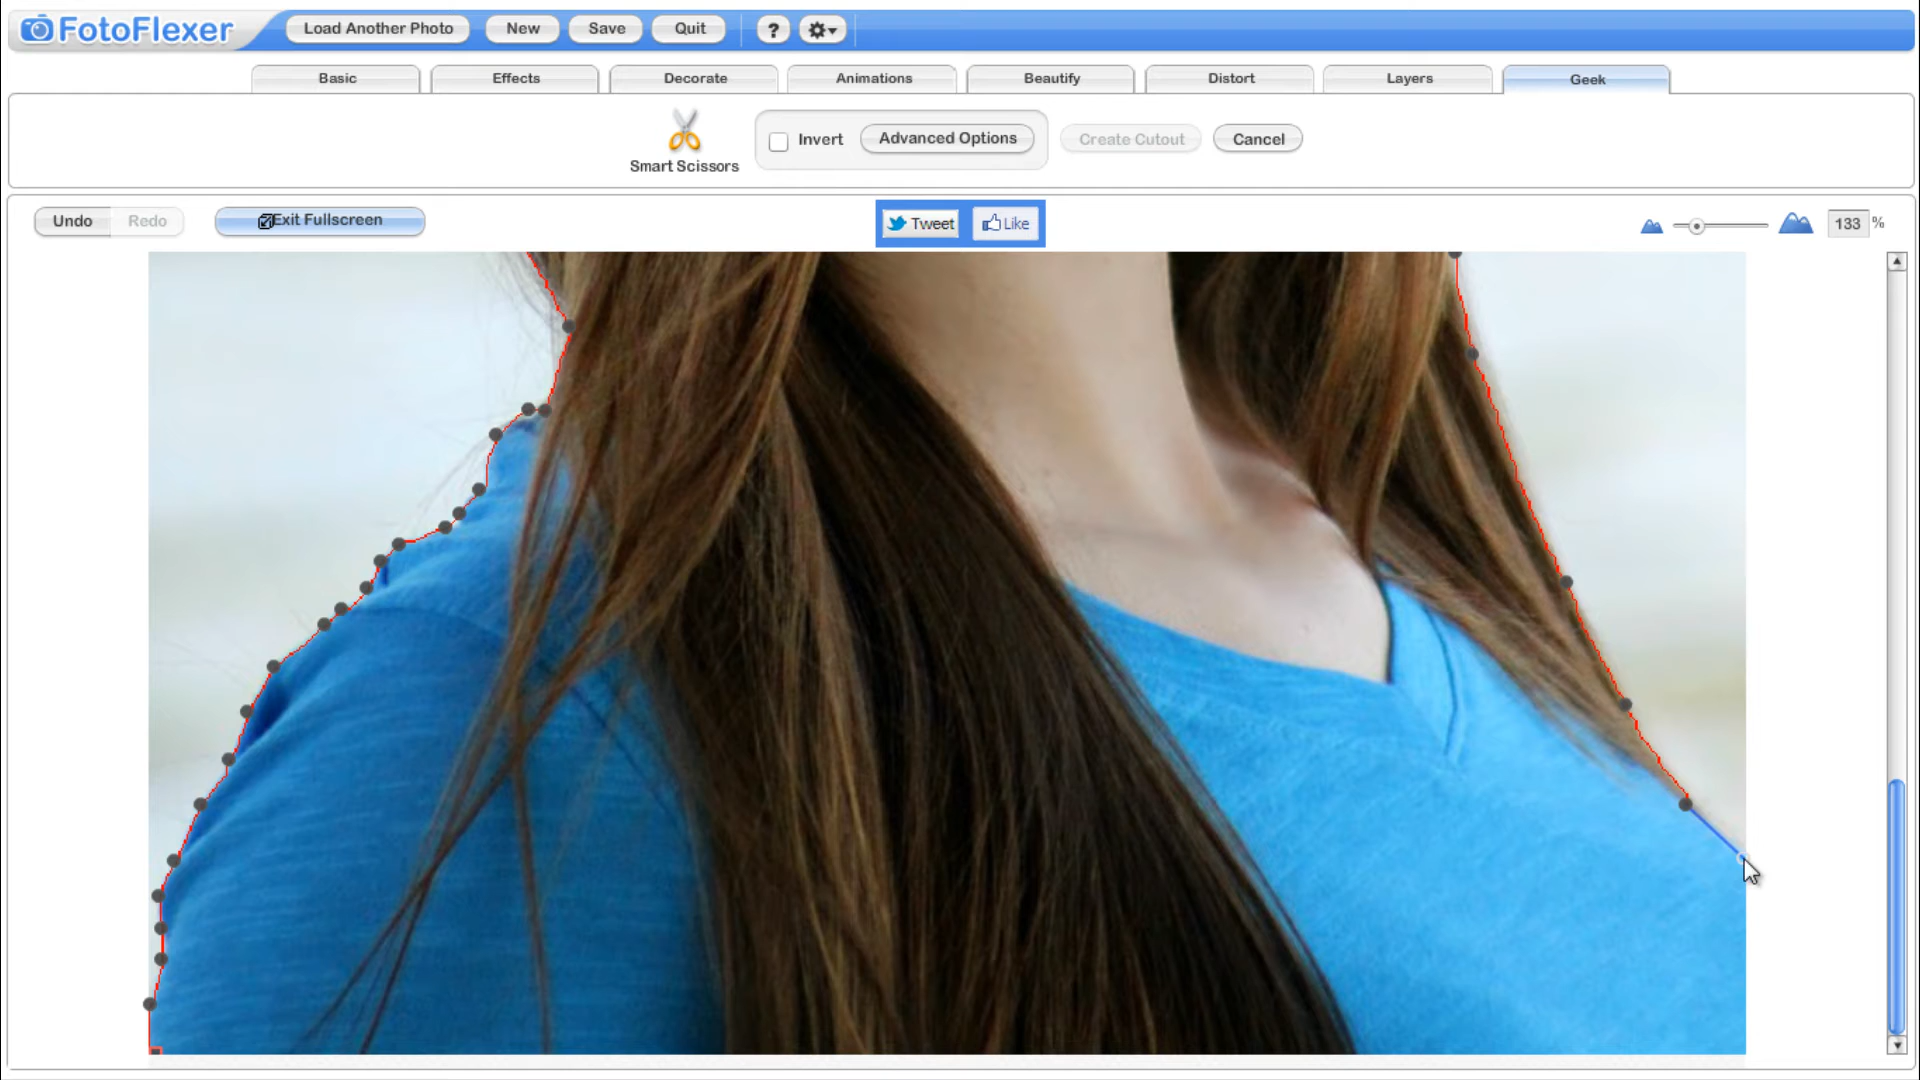 FotoFlexer
Load Another Photo New Save Quit ?
Basic Effects Decorate Animations Beautify Distort Layers Geek
Smart Scissors
Invert Advanced Options Create Cutout Cancel
Undo Redo Exit Fullscreen Tweet Like 133 %